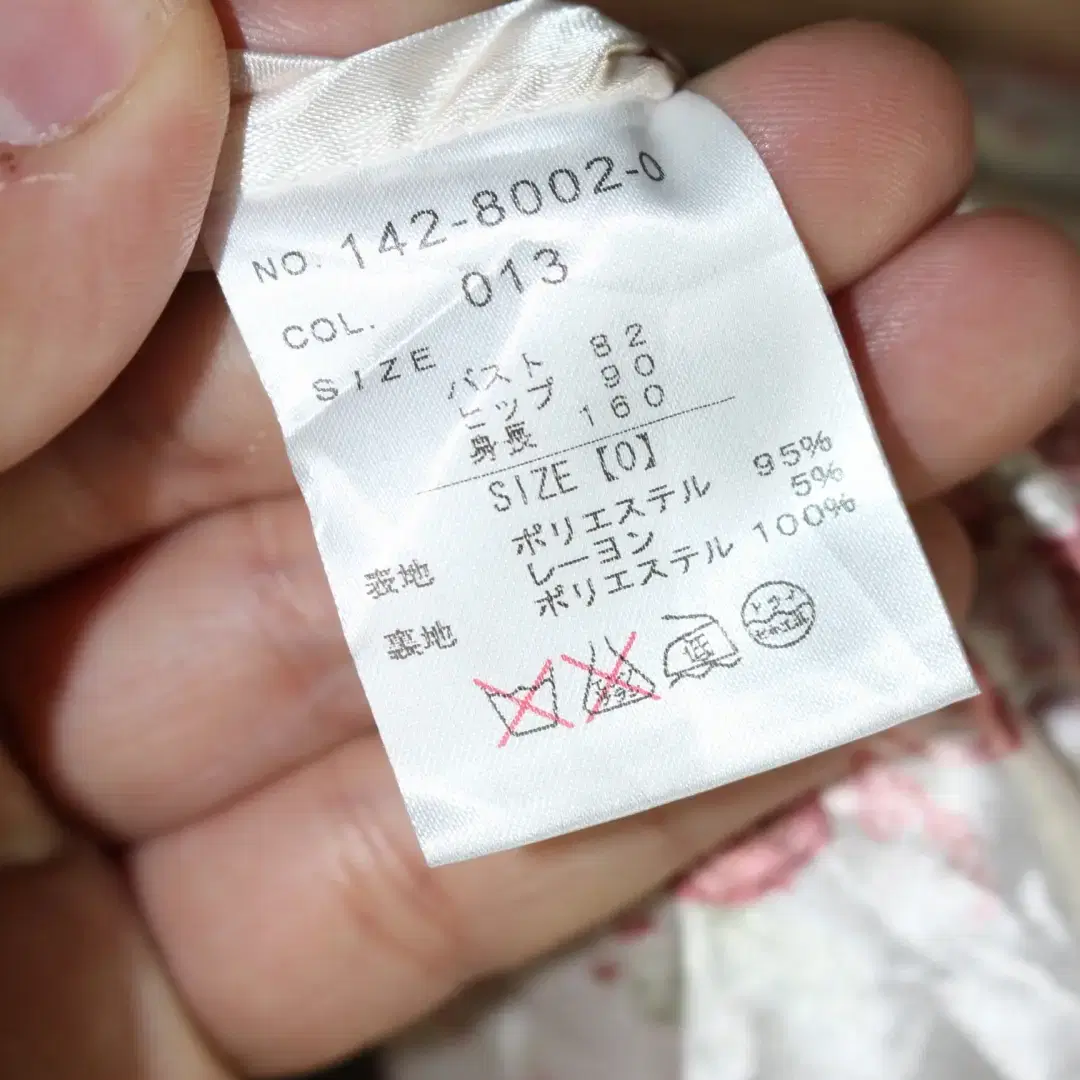 NO. 142-8002-0
COL. 013
SIZE
バスト 82
ヒップ 90
身長 160
SIZE【0】
表地 ポリエステル 95%
レーヨン 5%
裏地 ポリエステル 100%
低